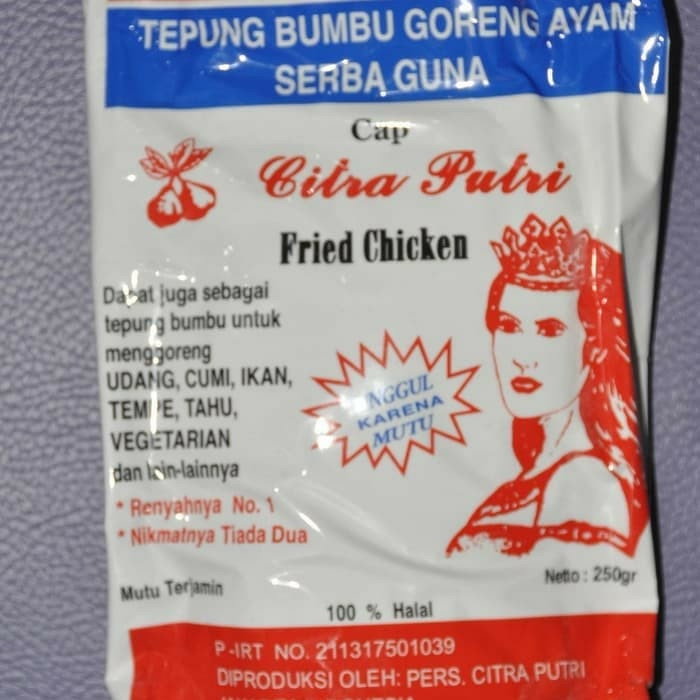 TEPUNG BUMBU GORENG AYAM
SERBA GUNA
Cap
Citra Putri
Fried Chicken
Dapat juga sebagai
tepung bumbu untuk
menggoreng
UDANG, CUMI, IKAN,
TEMPE, TAHU,
VEGETARIAN
dan lain-lainnya
* Renyahnya No. 1
* Nikmatnya Tiada Dua
UNGGUL
KARENA
MUTU
Mutu Terjamin
Netto : 250gr
100 % Halal
P-IRT NO. 211317501039
DIPRODUKSI OLEH: PERS. CITRA PUTRI